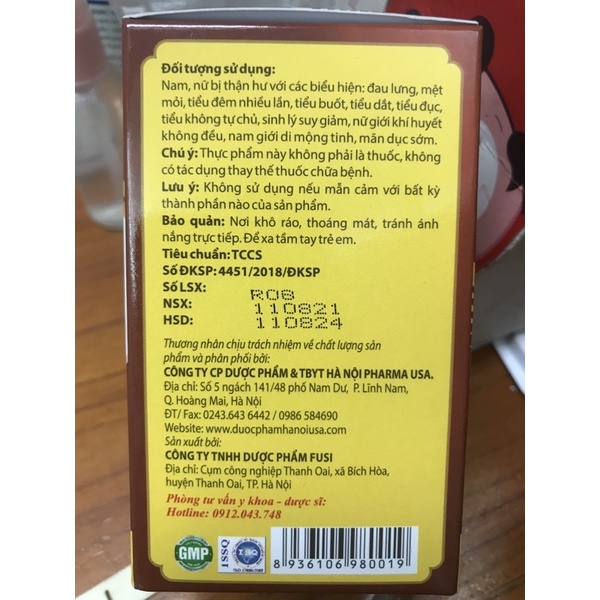 Đối tượng sử dụng:
Nam, nữ bị thận hư với các biểu hiện: đau lưng, mệt
mỏi, tiểu đêm nhiều lần, tiểu buốt, tiểu dắt, tiểu đục,
tiểu không tự chủ, sinh lý suy giảm, nữ giới khí huyết
không đều, nam giới di mộng tinh, mãn dục sớm.
Chú ý: Thực phẩm này không phải là thuốc, không
có tác dụng thay thế thuốc chữa bệnh.
Lưu ý: Không sử dụng nếu mẫn cảm với bất kỳ
thành phần nào của sản phẩm.
Bảo quản: Nơi khô ráo, thoáng mát, tránh ánh
nắng trực tiếp. Để xa tầm tay trẻ em.
Tiêu chuẩn: TCCS
Số ĐKSP: 4451/2018/ĐKSP
Số LSX: R08
NSX: 110821
HSD: 110824
Thương nhân chịu trách nhiệm về chất lượng sản
phẩm và phân phối bởi:
CÔNG TY CP DƯỢC PHẨM & TBYT HÀ NỘI PHARMA USA.
Địa chỉ: Số 5 ngách 141/48 phố Nam Dư, P. Lĩnh Nam,
Q. Hoàng Mai, Hà Nội
ĐT/ Fax: 0243.643 6442 / 0986 584690
Website: www.duocphamhanoiusa.com
Sản xuất bởi:
CÔNG TY TNHH DƯỢC PHẨM FUSI
Địa chỉ: Cụm công nghiệp Thanh Oai, xã Bích Hòa,
huyện Thanh Oai, TP. Hà Nội
Phòng tư vấn y khoa - dược sĩ:
Hotline: 0912.043.748
GMP
ISSQ
8 936106 980019